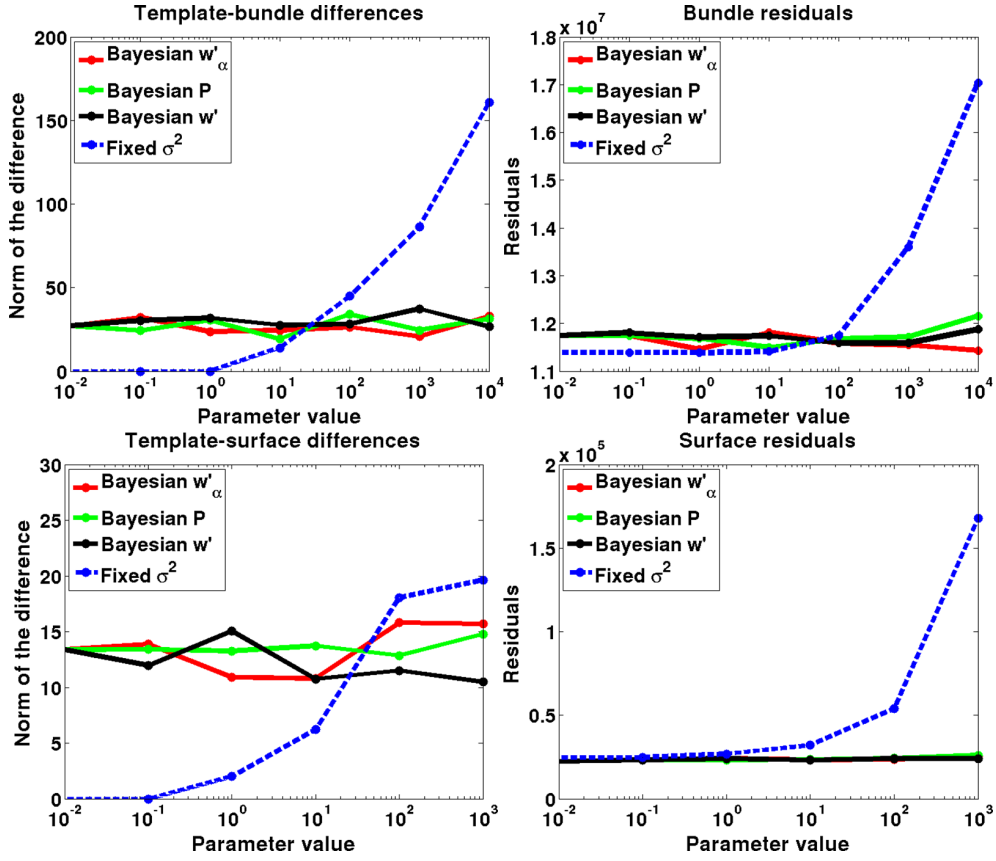 Template-bundle differences
Norm of the difference
200
150
100
50
0
Bayesian w'α
Bayesian P
Bayesian w'
Fixed σ²
10⁻² 10⁻¹ 10⁰ 10¹ 10² 10³ 10⁴
Parameter value
Bundle residuals
x 10⁷
Residuals
1.8
1.7
1.6
1.5
1.4
1.3
1.2
1.1
Bayesian w'α
Bayesian P
Bayesian w'
Fixed σ²
10⁻² 10⁻¹ 10⁰ 10¹ 10² 10³ 10⁴
Parameter value
Template-surface differences
Norm of the difference
30
25
20
15
10
5
0
Bayesian w'α
Bayesian P
Bayesian w'
Fixed σ²
10⁻² 10⁻¹ 10⁰ 10¹ 10² 10³
Parameter value
Surface residuals
x 10⁵
Residuals
2
1.5
1
0.5
0
Bayesian w'α
Bayesian P
Bayesian w'
Fixed σ²
10⁻² 10⁻¹ 10⁰ 10¹ 10² 10³
Parameter value